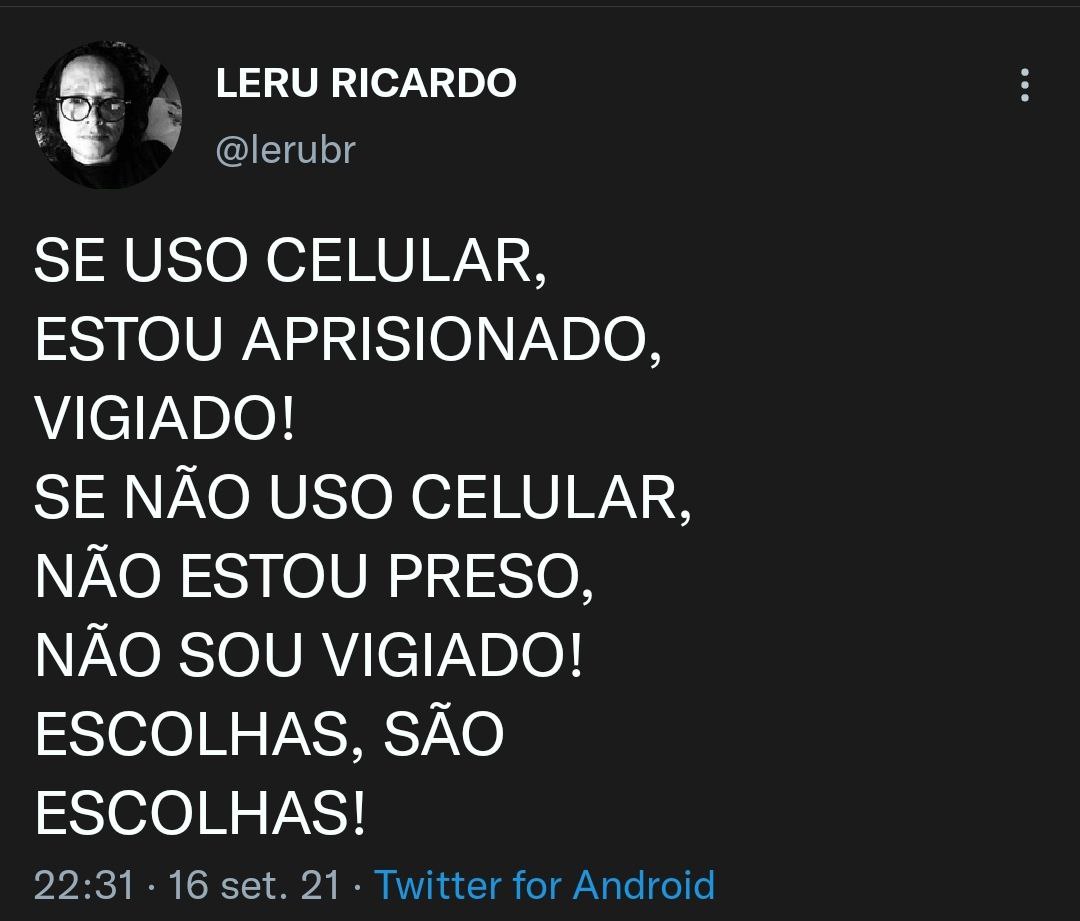 LERU RICARDO
@lerubr
SE USO CELULAR,
ESTOU APRISIONADO,
VIGIADO!
SE NÃO USO CELULAR,
NÃO ESTOU PRESO,
NÃO SOU VIGIADO!
ESCOLHAS, SÃO
ESCOLHAS!
22:31 · 16 set. 21 · Twitter for Android